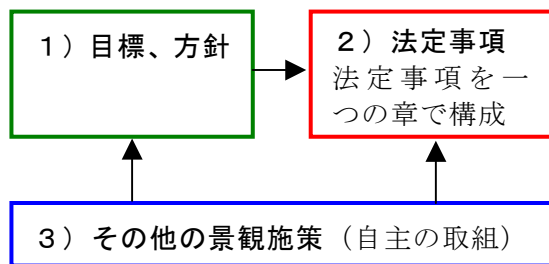 １）目標、方針
２）法定事項
法定事項を一
つの章で構成
３）その他の景観施策（自主の取組）